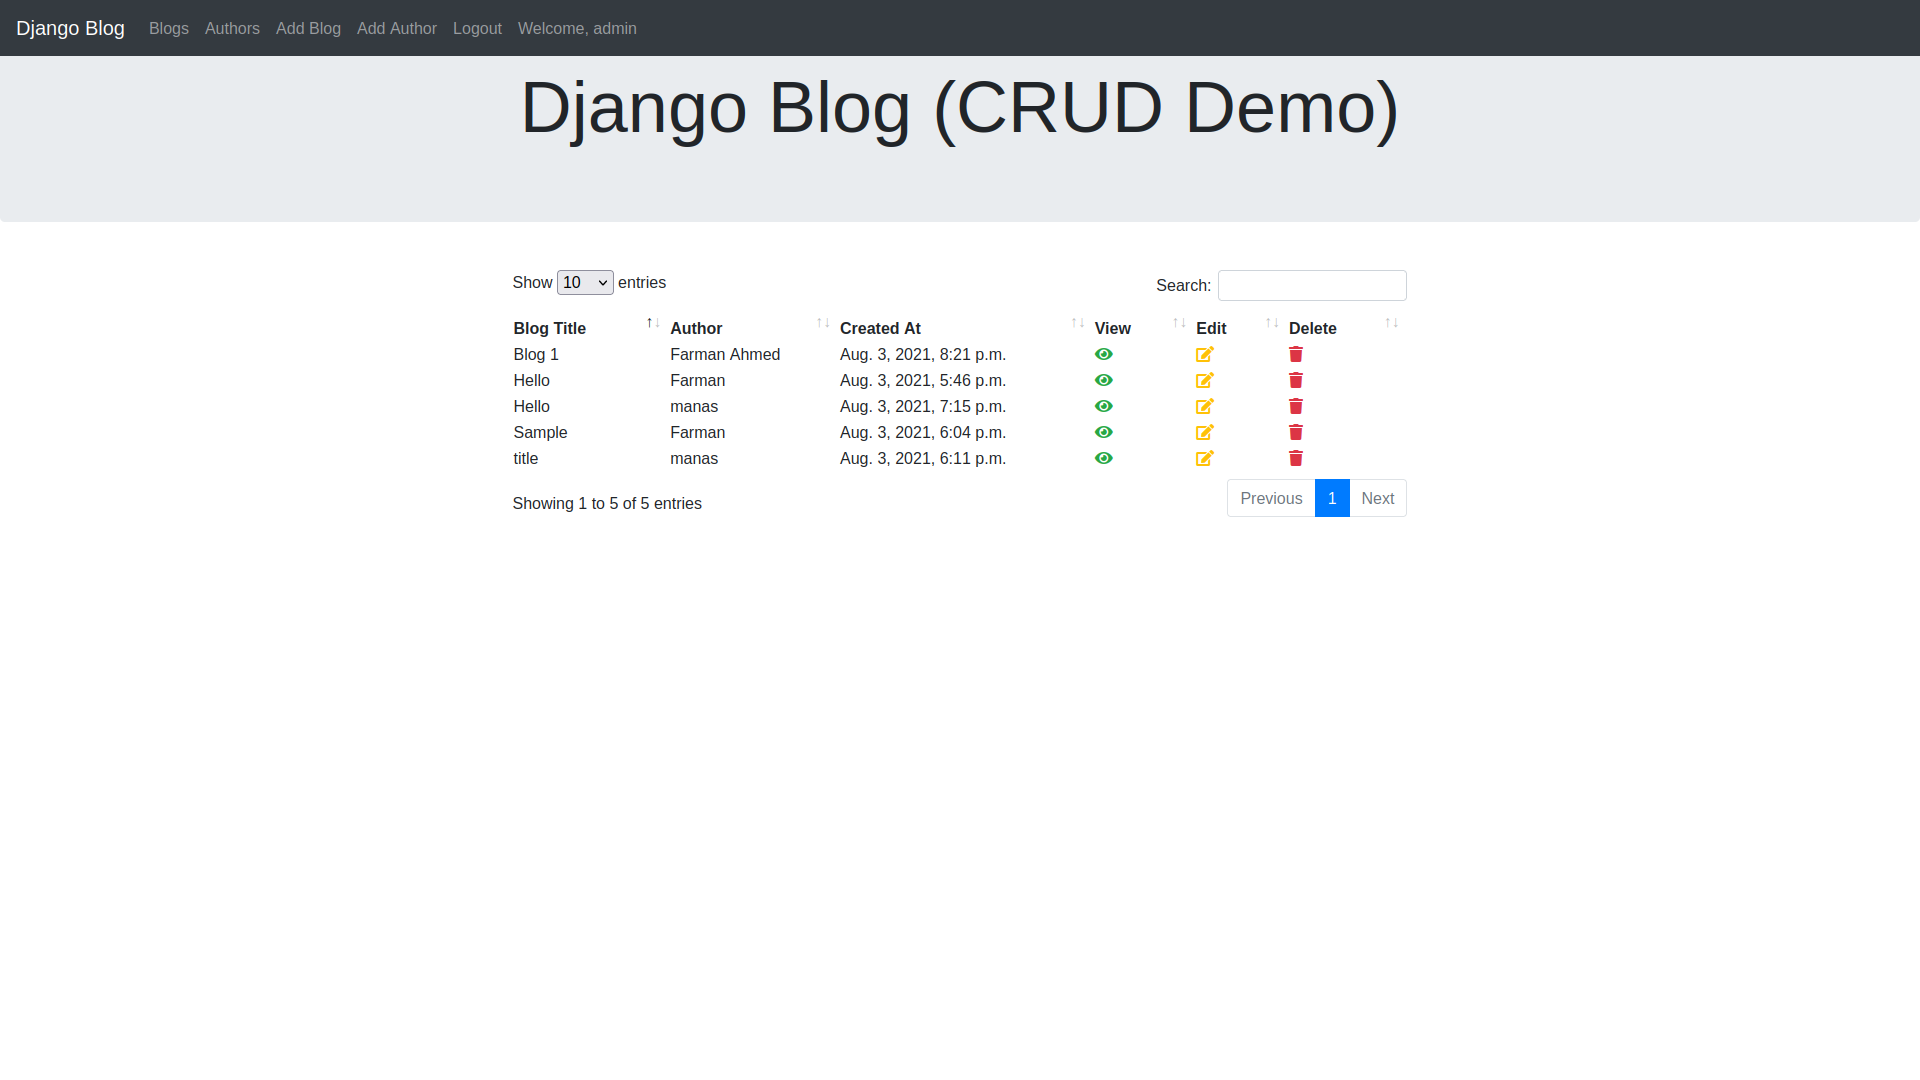 Django Blog Blogs Authors Add Blog Add Author Logout Welcome, admin
Django Blog (CRUD Demo)
Show 10 entries Search:
Blog Title ↑↓ Author ↑↓ Created At ↑↓ View ↑↓ Edit ↑↓ Delete ↑↓
Blog 1 Farman Ahmed Aug. 3, 2021, 8:21 p.m.
Hello Farman Aug. 3, 2021, 5:46 p.m.
Hello manas Aug. 3, 2021, 7:15 p.m.
Sample Farman Aug. 3, 2021, 6:04 p.m.
title manas Aug. 3, 2021, 6:11 p.m.
Showing 1 to 5 of 5 entries Previous 1 Next